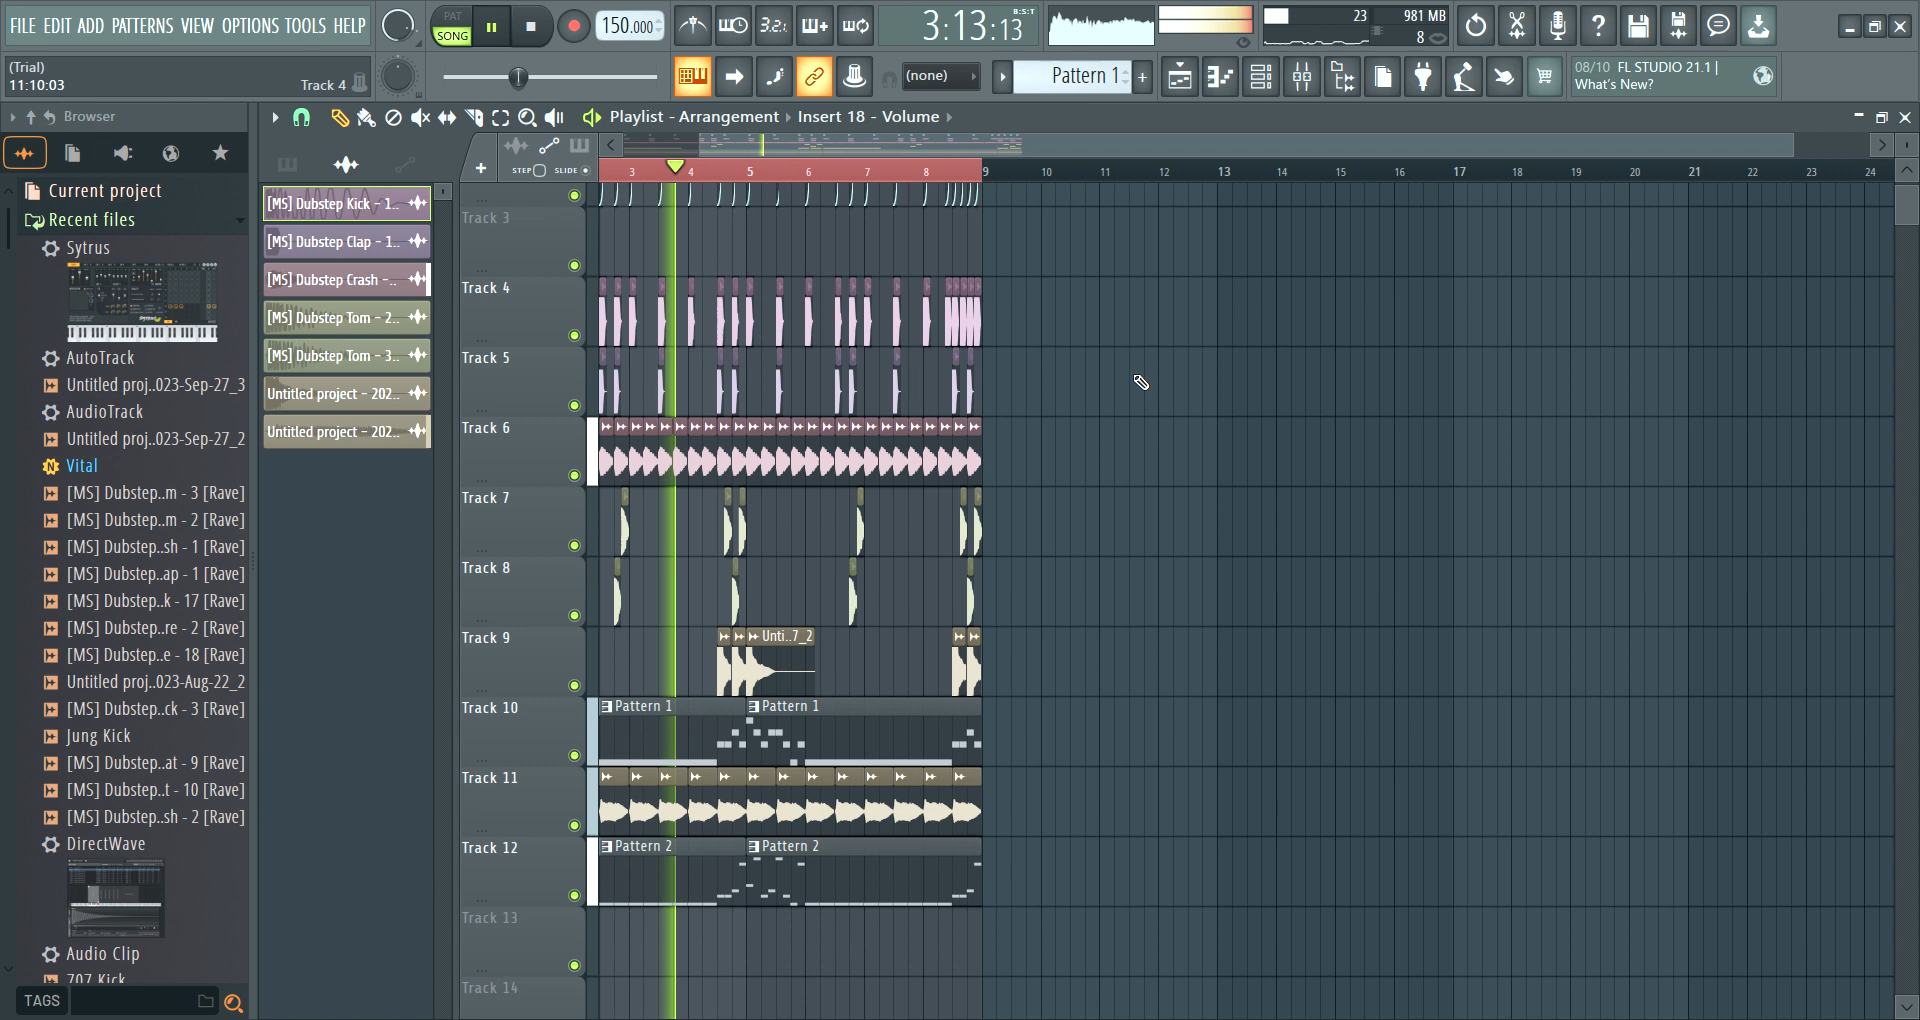 FILE EDIT ADD PATTERNS VIEW OPTIONS TOOLS HELP
PAT
SONG
150.000
3.2.
3:13:13
B:S:T
23
981 MB
8
(Trial)
11:10:03
Track 4
(none)
Pattern 1
08/10 FL STUDIO 21.1 |
What's New?
Browser
Playlist - Arrangement
Insert 18 - Volume
STEP
SLIDE
3 4 5 6 7 8 9 10 11 12 13 14 15 16 17 18 19 20 21 22 23 24
Current project
Recent files
Sytrus
AutoTrack
Untitled proj..023-Sep-27_3
AudioTrack
Untitled proj..023-Sep-27_2
Vital
[MS] Dubstep..m - 3 [Rave]
[MS] Dubstep..m - 2 [Rave]
[MS] Dubstep..sh - 1 [Rave]
[MS] Dubstep..ap - 1 [Rave]
[MS] Dubstep..k - 17 [Rave]
[MS] Dubstep..re - 2 [Rave]
[MS] Dubstep..e - 18 [Rave]
Untitled proj..023-Aug-22_2
[MS] Dubstep..ck - 3 [Rave]
Jung Kick
[MS] Dubstep..at - 9 [Rave]
[MS] Dubstep..t - 10 [Rave]
[MS] Dubstep..sh - 2 [Rave]
DirectWave
Audio Clip
707 Kick
TAGS
[MS] Dubstep Kick - 1..
[MS] Dubstep Clap - 1..
[MS] Dubstep Crash -..
[MS] Dubstep Tom - 2..
[MS] Dubstep Tom - 3..
Untitled project - 202..
Untitled project - 202..
Track 3
Track 4
Track 5
Track 6
Track 7
Track 8
Track 9
Unti..7_2
Track 10
Pattern 1
Pattern 1
Track 11
Track 12
Pattern 2
Pattern 2
Track 13
Track 14